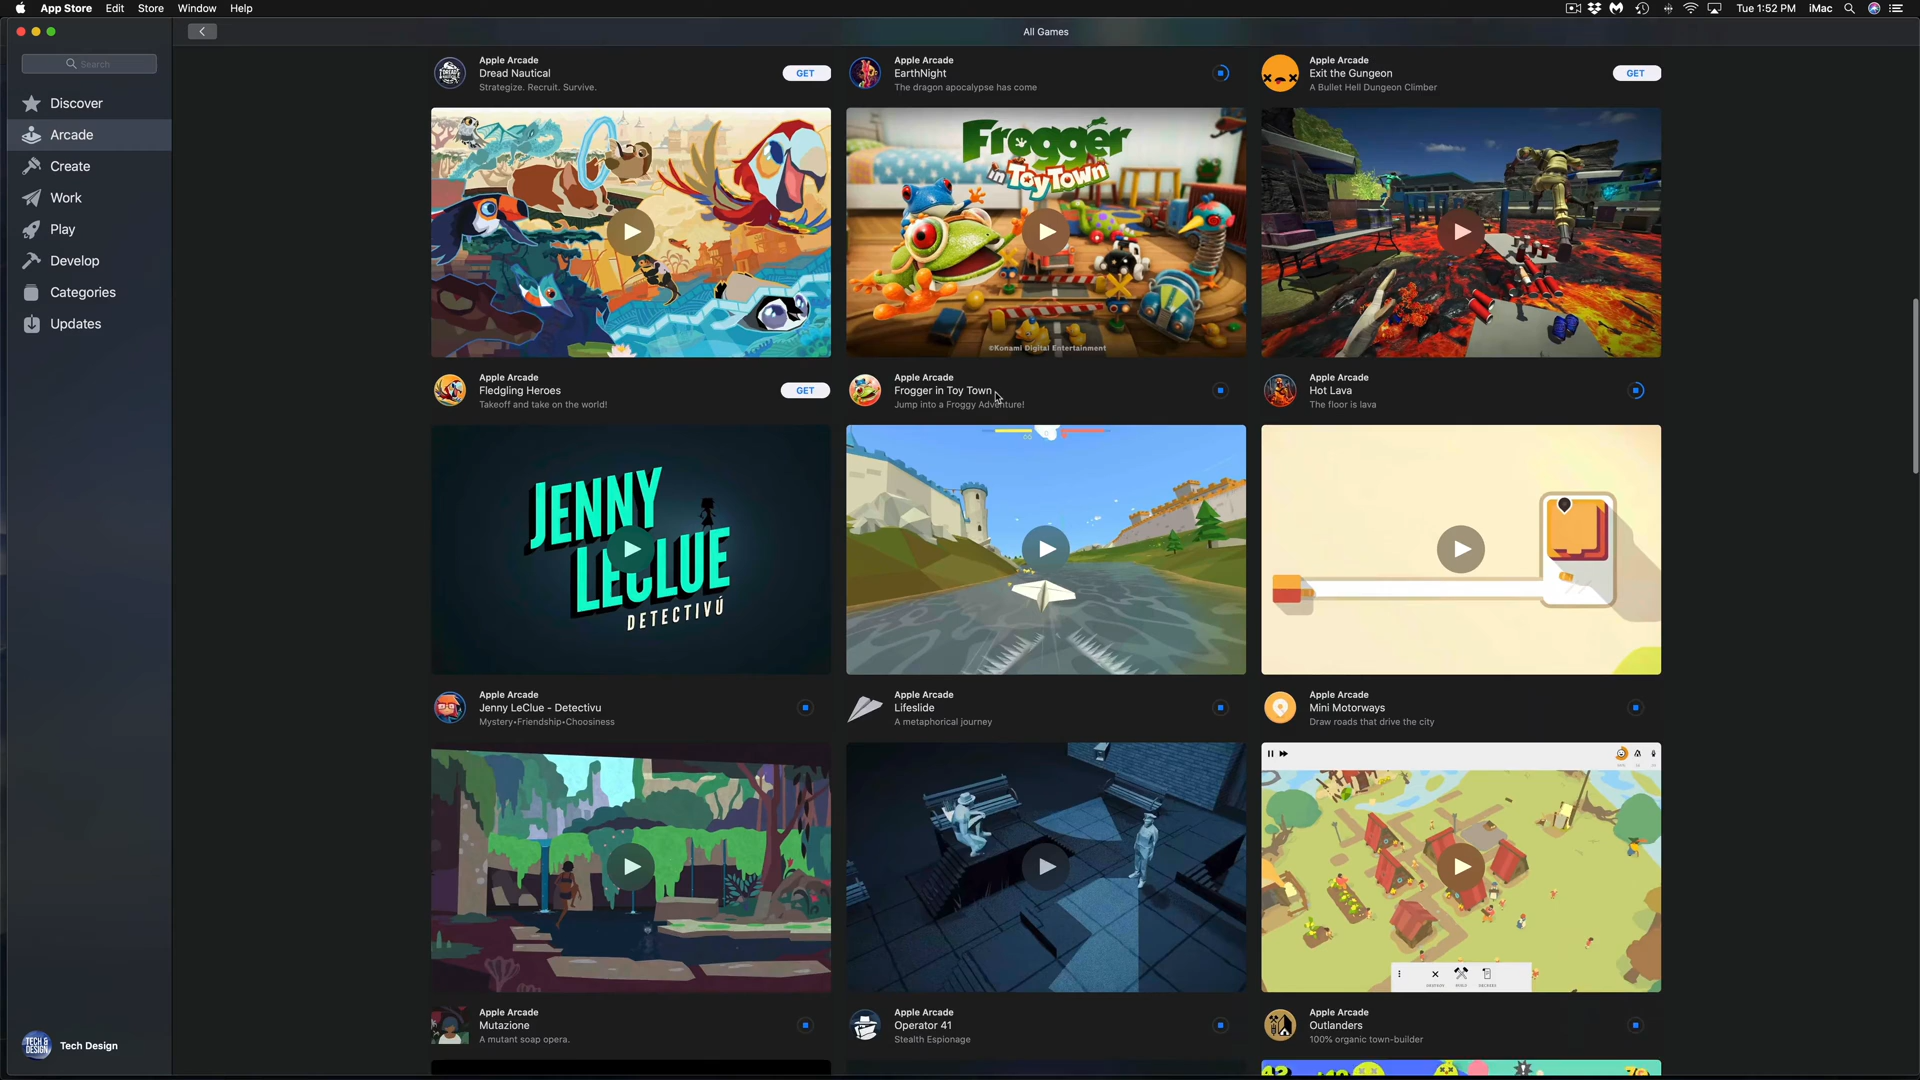 App Store Edit Store Window Help
Tue 1:52 PM iMac
All Games
Search
Discover
Arcade
Create
Work
Play
Develop
Categories
Updates
TECH & DESIGN
Tech Design
Apple Arcade
Dread Nautical
Strategize. Recruit. Survive.
GET
Apple Arcade
EarthNight
The dragon apocalypse has come
Apple Arcade
Exit the Gungeon
A Bullet Hell Dungeon Climber
GET
Frogger
in Toy Town
©Konami Digital Entertainment
Apple Arcade
Fledgling Heroes
Takeoff and take on the world!
GET
Apple Arcade
Frogger in Toy Town
Jump into a Froggy Adventure!
Apple Arcade
Hot Lava
The floor is lava
JENNY
LECLUE
DETECTIVÚ
Apple Arcade
Jenny LeClue - Detectivu
Mystery•Friendship•Choosiness
Apple Arcade
Lifeslide
A metaphorical journey
Apple Arcade
Mini Motorways
Draw roads that drive the city
Apple Arcade
Mutazione
A mutant soap opera.
Apple Arcade
Operator 41
Stealth Espionage
Apple Arcade
Outlanders
100% organic town-builder